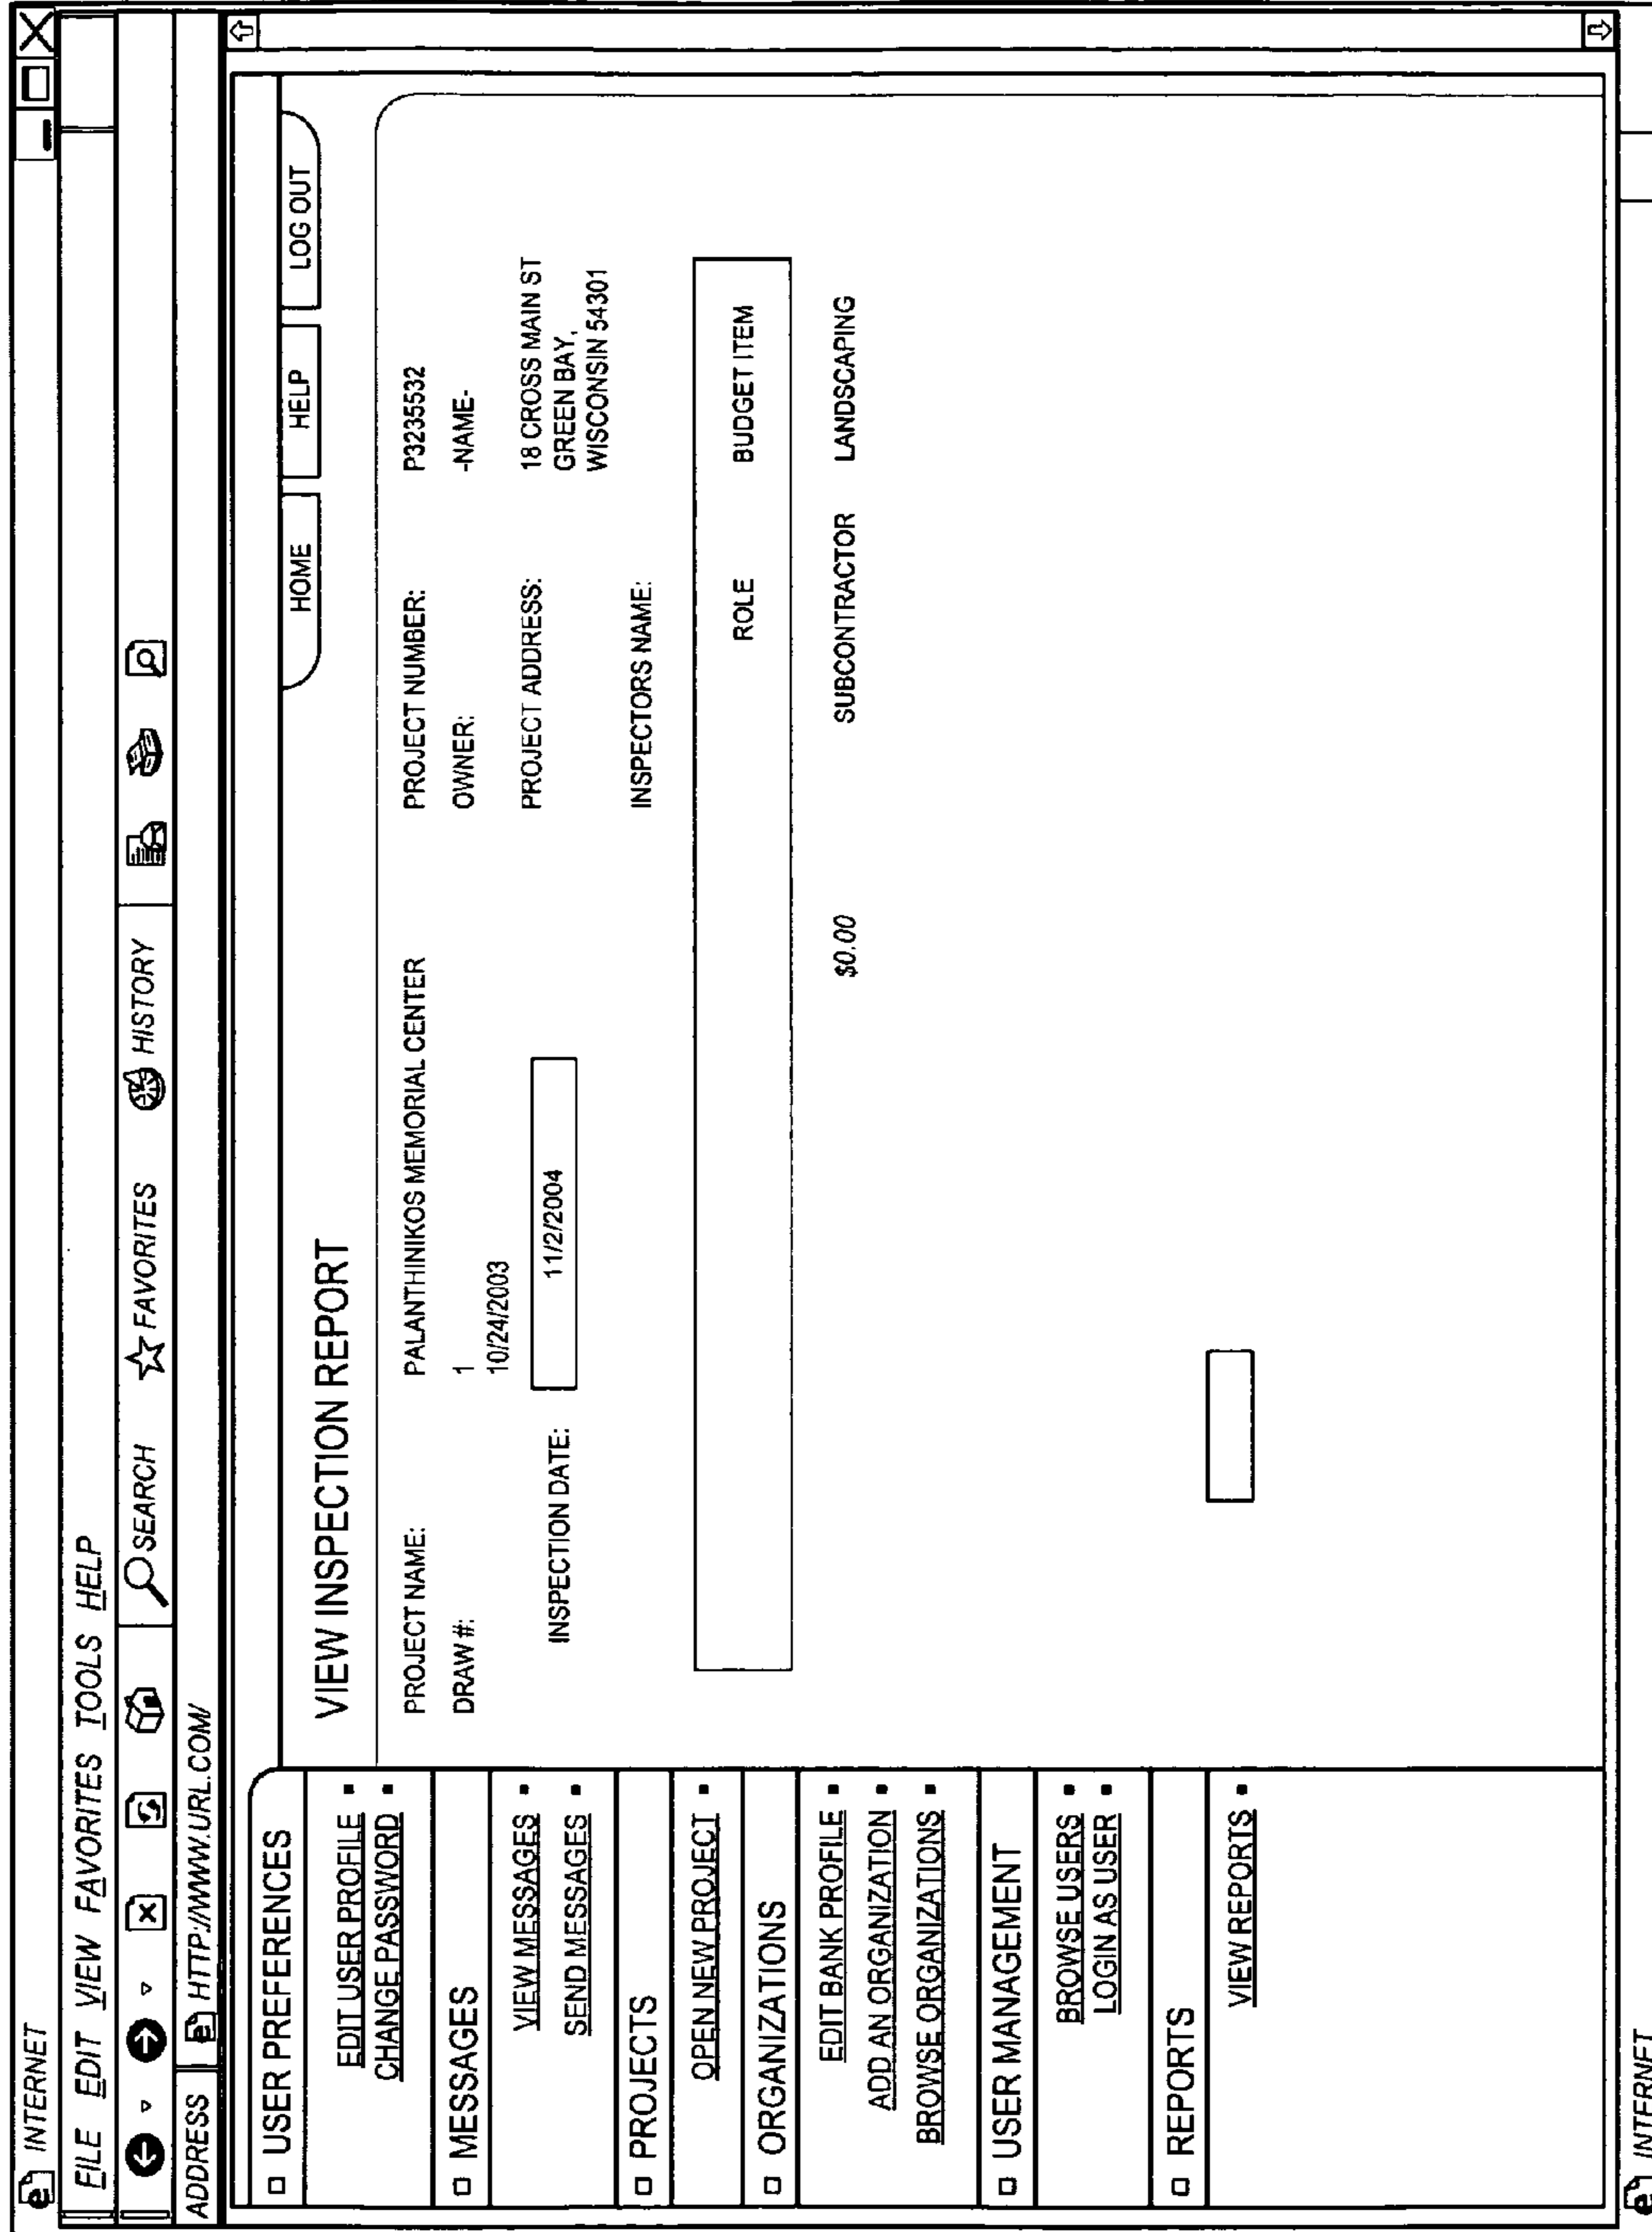 INTERNET
FILE EDIT VIEW FAVORITES TOOLS HELP
SEARCH FAVORITES HISTORY
ADDRESS HTTP://WWW.URL.COM/
HOME HELP LOG OUT
USER PREFERENCES
EDIT USER PROFILE
CHANGE PASSWORD
MESSAGES
VIEW MESSAGES
SEND MESSAGES
PROJECTS
OPEN NEW PROJECT
ORGANIZATIONS
EDIT BANK PROFILE
ADD AN ORGANIZATION
BROWSE ORGANIZATIONS
USER MANAGEMENT
BROWSE USERS
LOGIN AS USER
REPORTS
VIEW REPORTS
VIEW INSPECTION REPORT
PROJECT NAME: PALANTHINIKOS MEMORIAL CENTER PROJECT NUMBER: P3235532
DRAW #: 1 OWNER: -NAME-
10/24/2003
PROJECT ADDRESS: 18 CROSS MAIN ST
INSPECTION DATE: 11/2/2004 GREEN BAY,
WISCONSIN 54301
INSPECTORS NAME:
ROLE BUDGET ITEM
$0.00 SUBCONTRACTOR LANDSCAPING
INTERNET